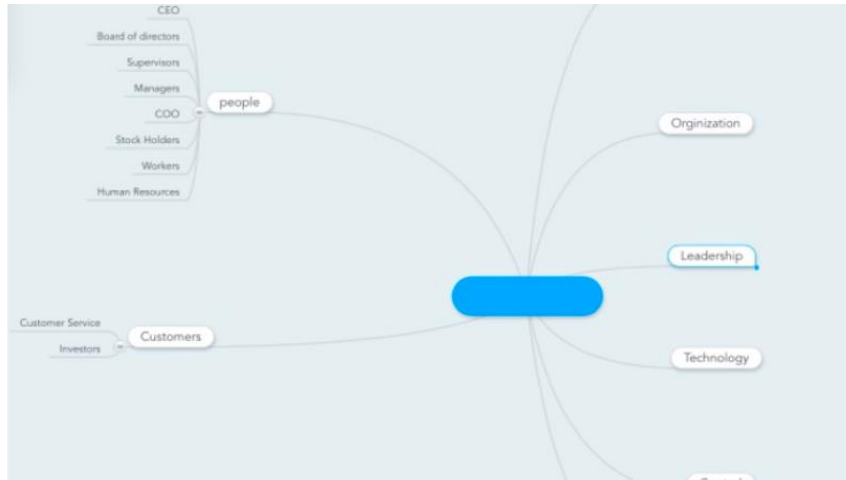 CEO
Board of directors
Supervisors
Managers
COO
Stock Holders
Workers
Human Resources
people
Customer Service
Investors
Customers
Orginization
Leadership
Technology